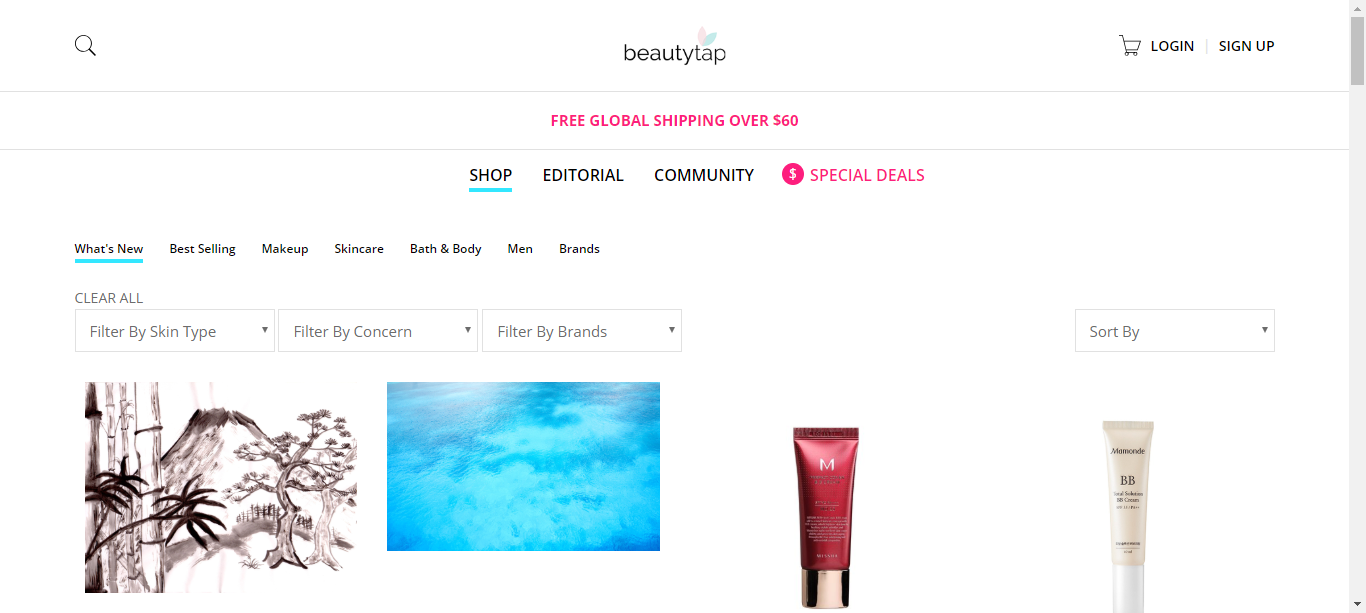 beautytap
LOGIN
SIGN UP
FREE GLOBAL SHIPPING OVER $60
SHOP
EDITORIAL
COMMUNITY
$ SPECIAL DEALS
What's New
Best Selling
Makeup
Skincare
Bath & Body
Men
Brands
CLEAR ALL
Filter By Skin Type
Filter By Concern
Filter By Brands
Sort By
M
MISSHA
Mamonde
BB
Total Solution
BB Cream